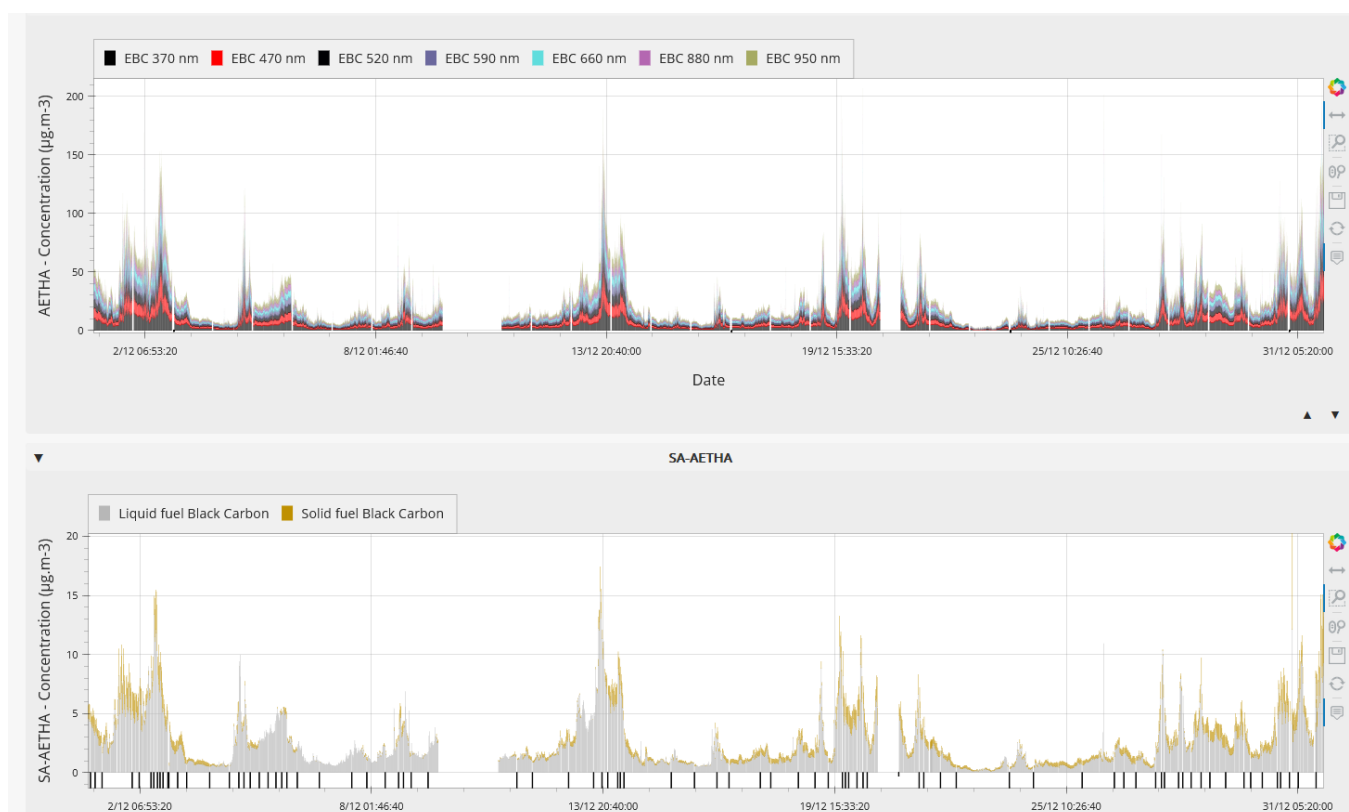 EBC 370 nm EBC 470 nm EBC 520 nm EBC 590 nm EBC 660 nm EBC 880 nm EBC 950 nm
AETHA - Concentration (µg.m-3)
200
150
100
50
0
2/12 06:53:20 8/12 01:46:40 13/12 20:40:00 19/12 15:33:20 25/12 10:26:40 31/12 05:20:00
Date
▲ ▼
▼ SA-AETHA
Liquid fuel Black Carbon Solid fuel Black Carbon
SA-AETHA - Concentration (µg.m-3)
20
15
10
5
0
2/12 06:53:20 8/12 01:46:40 13/12 20:40:00 19/12 15:33:20 25/12 10:26:40 31/12 05:20:00